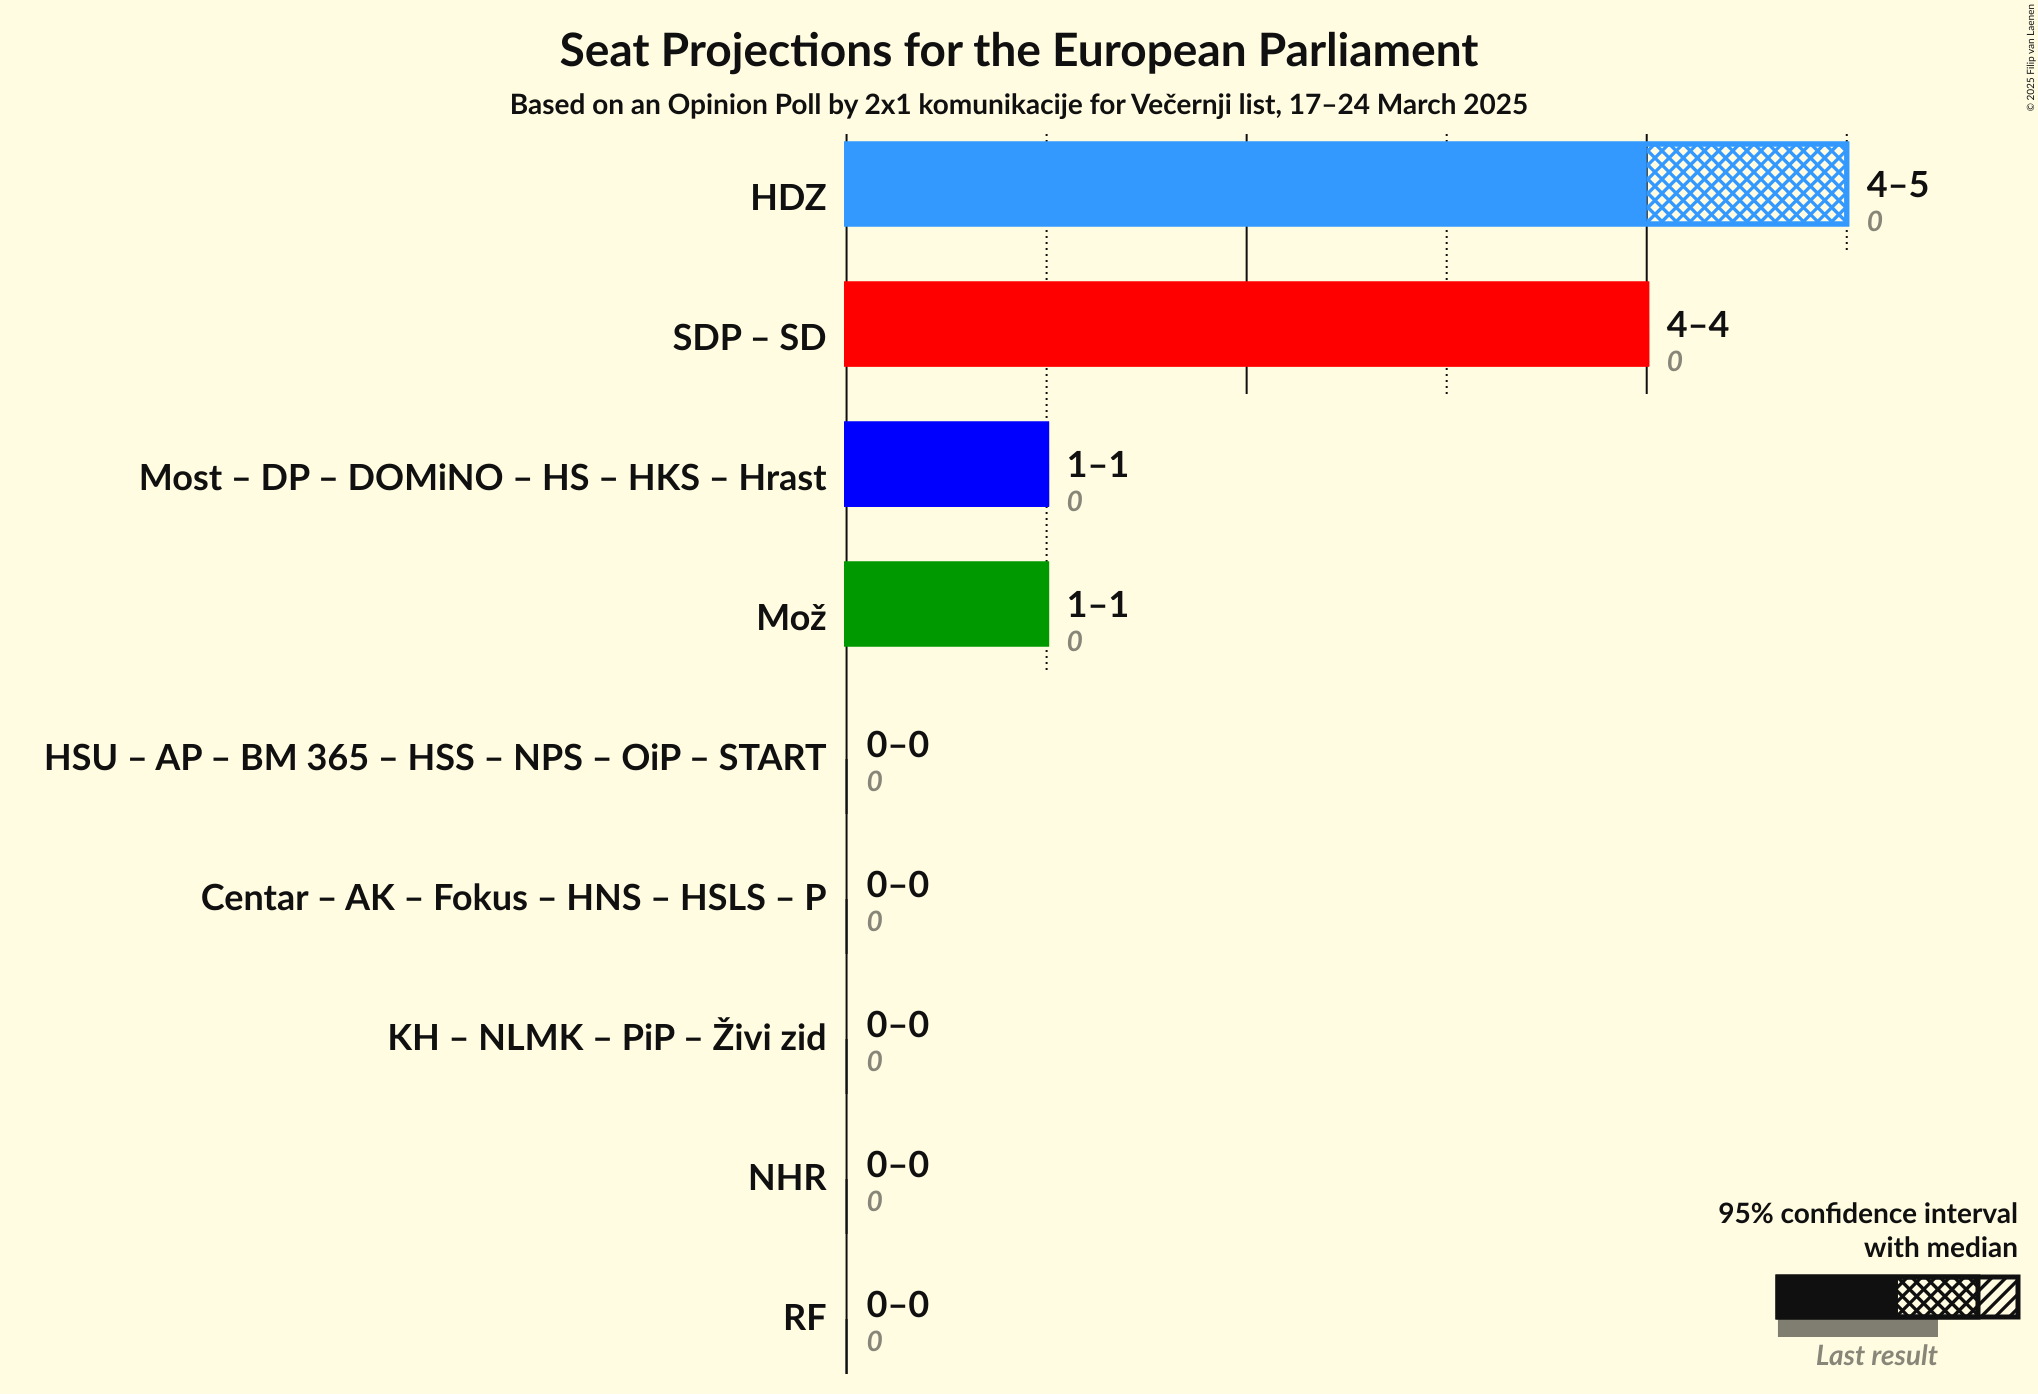 Seat Projections for the European Parliament
Based on an Opinion Poll by 2x1 komunikacije for Večernji list, 17–24 March 2025
© 2025 Filip van Laenen
HDZ
4–5
0
SDP – SD
4–4
0
Most – DP – DOMiNO – HS – HKS – Hrast
1–1
0
Mož
1–1
0
HSU – AP – BM 365 – HSS – NPS – OiP – START
0–0
0
Centar – AK – Fokus – HNS – HSLS – P
0–0
0
KH – NLMK – PiP – Živi zid
0–0
0
NHR
0–0
0
RF
0–0
0
95% confidence interval
with median
Last result